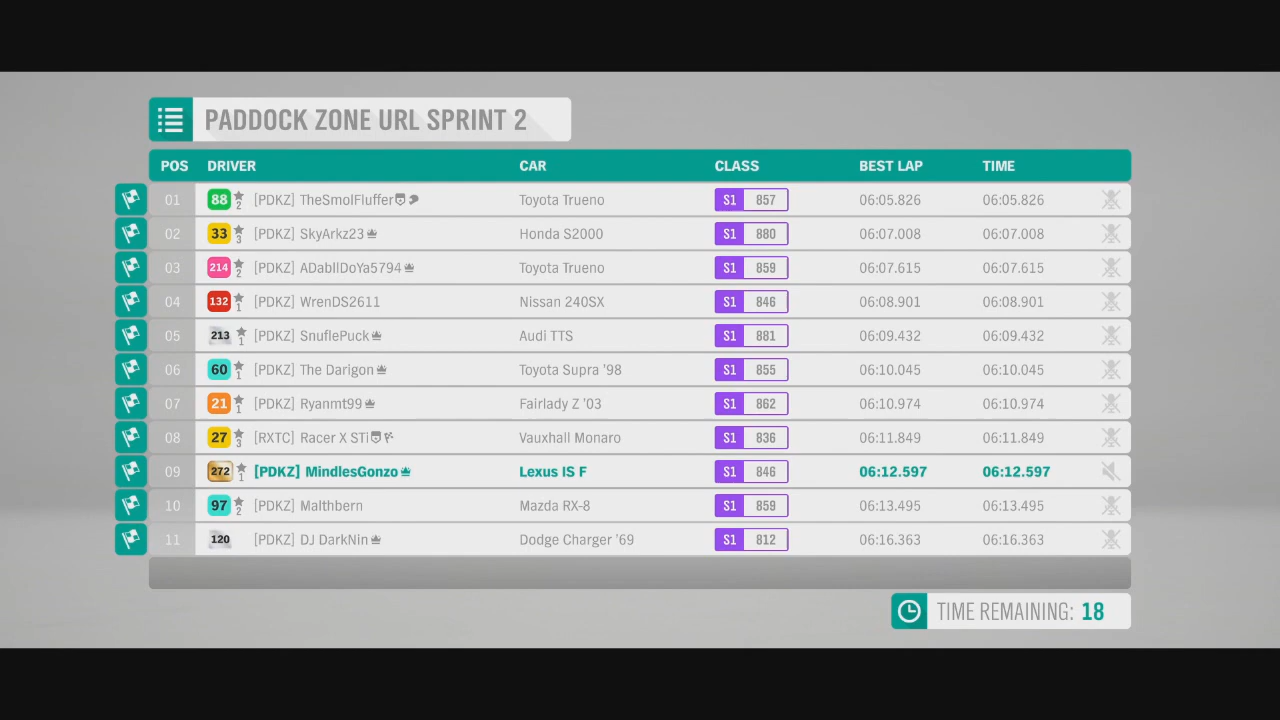 PADDOCK ZONE URL SPRINT 2
POS DRIVER CAR CLASS BEST LAP TIME
01 88 2 [PDKZ] TheSmolFluffer Toyota Trueno S1 857 06:05.826 06:05.826
02 33 3 [PDKZ] SkyArkz23 Honda S2000 S1 880 06:07.008 06:07.008
03 214 2 [PDKZ] ADablIDoYa5794 Toyota Trueno S1 859 06:07.615 06:07.615
04 132 1 [PDKZ] WrenDS2611 Nissan 240SX S1 846 06:08.901 06:08.901
05 213 1 [PDKZ] SnuflePuck Audi TTS S1 881 06:09.432 06:09.432
06 60 1 [PDKZ] The Darigon Toyota Supra '98 S1 855 06:10.045 06:10.045
07 21 1 [PDKZ] Ryanmt99 Fairlady Z '03 S1 862 06:10.974 06:10.974
08 27 3 [RXTC] Racer X STi Vauxhall Monaro S1 836 06:11.849 06:11.849
09 272 1 [PDKZ] MindlesGonzo Lexus IS F S1 846 06:12.597 06:12.597
10 97 2 [PDKZ] Malthbern Mazda RX-8 S1 859 06:13.495 06:13.495
11 120 [PDKZ] DJ DarkNin Dodge Charger '69 S1 812 06:16.363 06:16.363
TIME REMAINING: 18